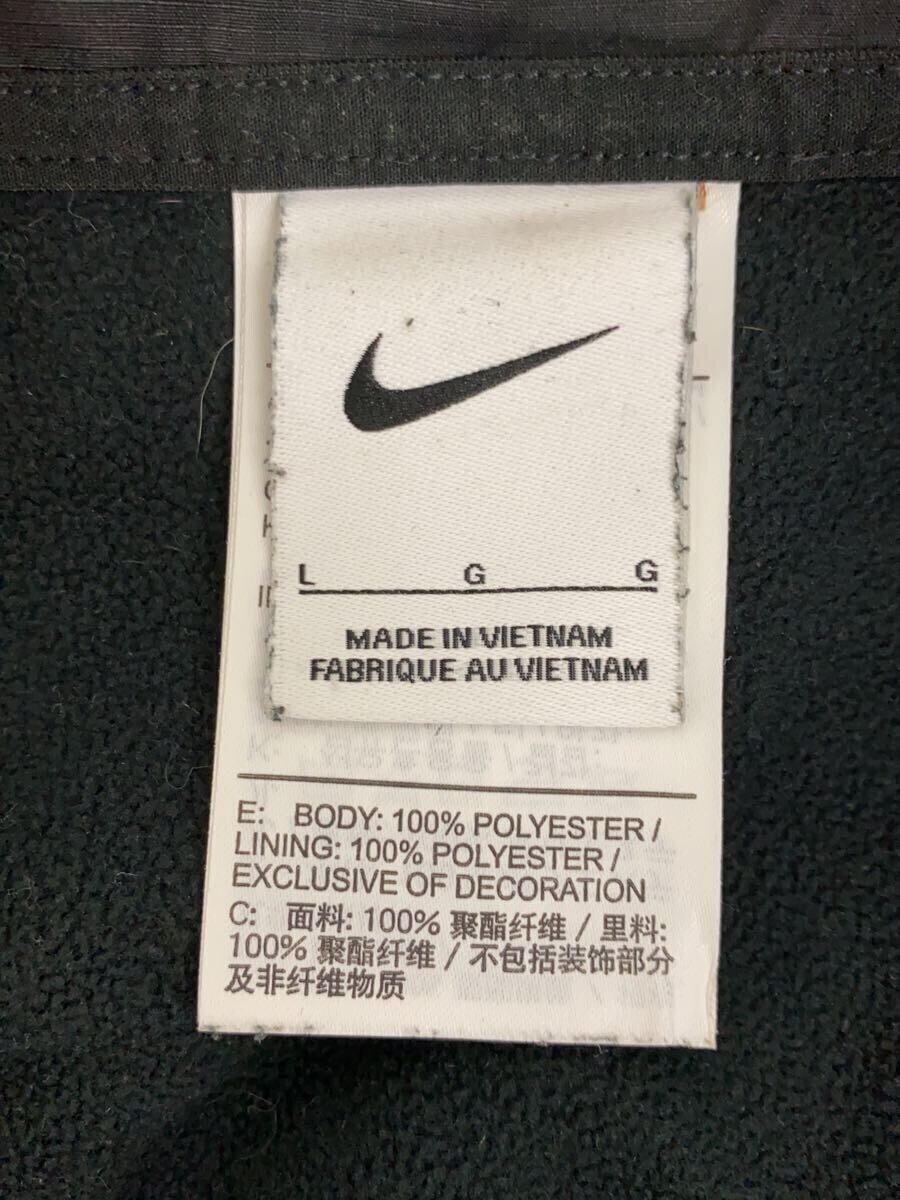 L G G
MADE IN VIETNAM
FABRIQUE AU VIETNAM
E: BODY: 100% POLYESTER /
LINING: 100% POLYESTER /
EXCLUSIVE OF DECORATION
C: 面料: 100% 聚酯纤维 / 里料:
100% 聚酯纤维 / 不包括装饰部分
及非纤维物质